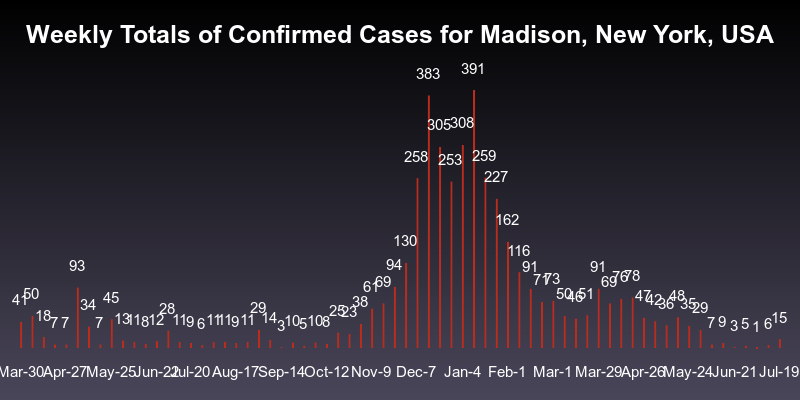 Weekly Totals of Confirmed Cases for Madison, New York, USA
41 50 18 7 7 93 34 7 45 13 11 8 12 28 11 9 6 11 11 9 11 29 14 3 10 5 10 8 25 23 38 61 69 94 130 258 383 305 253 308 391 259 227 162 116 91 71 73 50 46 51 91 69 76 78 47 42 36 48 35 29 7 9 3 5 1 6 15
Mar-30 Apr-27 May-25 Jun-22 Jul-20 Aug-17 Sep-14 Oct-12 Nov-9 Dec-7 Jan-4 Feb-1 Mar-1 Mar-29 Apr-26 May-24 Jun-21 Jul-19